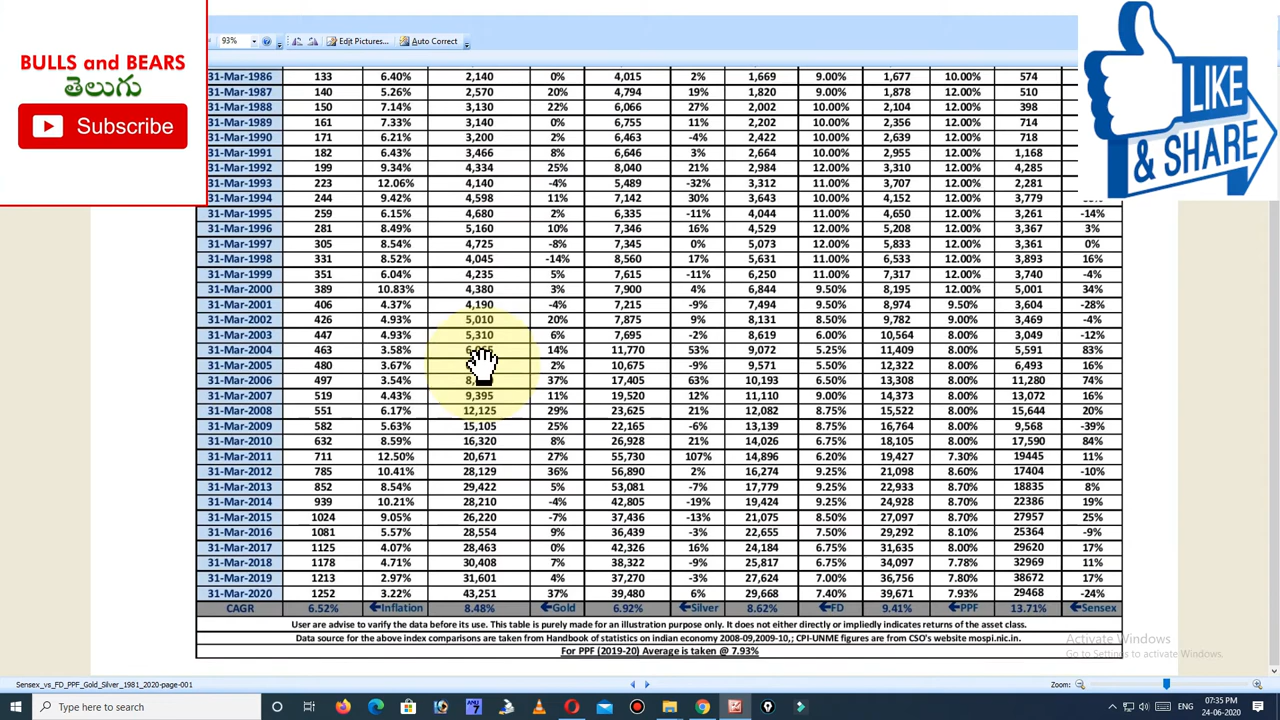 BULLS and BEARS
తెలుగు
Subscribe
LIKE
& SHARE
93%
Edit Pictures...
Auto Correct
31-Mar-1986 133 6.40% 2,140 0% 4,015 2% 1,669 9.00% 1,677 10.00% 574
31-Mar-1987 140 5.26% 2,570 20% 4,794 19% 1,820 9.00% 1,878 12.00% 510
31-Mar-1988 150 7.14% 3,130 22% 6,066 27% 2,002 10.00% 2,104 12.00% 398
31-Mar-1989 161 7.33% 3,140 0% 6,755 11% 2,202 10.00% 2,356 12.00% 714
31-Mar-1990 171 6.21% 3,200 2% 6,463 -4% 2,422 10.00% 2,639 12.00% 718
31-Mar-1991 182 6.43% 3,466 8% 6,646 3% 2,664 10.00% 2,955 12.00% 1,168
31-Mar-1992 199 9.34% 4,334 25% 8,040 21% 2,984 12.00% 3,310 12.00% 4,285
31-Mar-1993 223 12.06% 4,140 -4% 5,489 -32% 3,312 11.00% 3,707 12.00% 2,281
31-Mar-1994 244 9.42% 4,598 11% 7,142 30% 3,643 10.00% 4,152 12.00% 3,779
31-Mar-1995 259 6.15% 4,680 2% 6,335 -11% 4,044 11.00% 4,650 12.00% 3,261 -14%
31-Mar-1996 281 8.49% 5,160 10% 7,346 16% 4,529 12.00% 5,208 12.00% 3,367 3%
31-Mar-1997 305 8.54% 4,725 -8% 7,345 0% 5,073 12.00% 5,833 12.00% 3,361 0%
31-Mar-1998 331 8.52% 4,045 -14% 8,560 17% 5,631 11.00% 6,533 12.00% 3,893 16%
31-Mar-1999 351 6.04% 4,235 5% 7,615 -11% 6,250 11.00% 7,317 12.00% 3,740 -4%
31-Mar-2000 389 10.83% 4,380 3% 7,900 4% 6,844 9.50% 8,195 12.00% 5,001 34%
31-Mar-2001 406 4.37% 4,190 -4% 7,215 -9% 7,494 9.50% 8,974 9.50% 3,604 -28%
31-Mar-2002 426 4.93% 5,010 20% 7,875 9% 8,131 8.50% 9,782 9.00% 3,469 -4%
31-Mar-2003 447 4.93% 5,310 6% 7,695 -2% 8,619 6.00% 10,564 8.00% 3,049 -12%
31-Mar-2004 463 3.58% 14% 11,770 53% 9,072 5.25% 11,409 8.00% 5,591 83%
31-Mar-2005 480 3.67% 2% 10,675 -9% 9,571 5.50% 12,322 8.00% 6,493 16%
31-Mar-2006 497 3.54% 37% 17,405 63% 10,193 6.50% 13,308 8.00% 11,280 74%
31-Mar-2007 519 4.43% 9,395 11% 19,520 12% 11,110 9.00% 14,373 8.00% 13,072 16%
31-Mar-2008 551 6.17% 12,125 29% 23,625 21% 12,082 8.75% 15,522 8.00% 15,644 20%
31-Mar-2009 582 5.63% 15,105 25% 22,165 -6% 13,139 8.75% 16,764 8.00% 9,568 -39%
31-Mar-2010 632 8.59% 16,320 8% 26,928 21% 14,026 6.75% 18,105 8.00% 17,590 84%
31-Mar-2011 711 12.50% 20,671 27% 55,730 107% 14,896 6.20% 19,427 7.30% 19445 11%
31-Mar-2012 785 10.41% 28,129 36% 56,890 2% 16,274 9.25% 21,098 8.60% 17404 -10%
31-Mar-2013 852 8.54% 29,422 5% 53,081 -7% 17,779 9.25% 22,933 8.70% 18835 8%
31-Mar-2014 939 10.21% 28,210 -4% 42,805 -19% 19,424 9.25% 24,928 8.70% 22386 19%
31-Mar-2015 1024 9.05% 26,220 -7% 37,436 -13% 21,075 8.50% 27,097 8.70% 27957 25%
31-Mar-2016 1081 5.57% 28,554 9% 36,439 -3% 22,655 7.50% 29,292 8.10% 25364 -9%
31-Mar-2017 1125 4.07% 28,463 0% 42,326 16% 24,184 6.75% 31,635 8.00% 29620 17%
31-Mar-2018 1178 4.71% 30,408 7% 38,322 -9% 25,817 6.75% 34,097 7.78% 32969 11%
31-Mar-2019 1213 2.97% 31,601 4% 37,270 -3% 27,624 7.00% 36,756 7.80% 38672 17%
31-Mar-2020 1252 3.22% 43,251 37% 39,480 6% 29,668 7.40% 39,671 7.93% 29468 -24%
CAGR 6.52% ←Inflation 8.48% ←Gold 6.92% ←Silver 8.62% ←FD 9.41% ←PPF 13.71% ←Sensex
User are advise to varify the data before its use. This table is purely made for an illustration purpose only. It does not either directly or impliedly indicates returns of the asset class.
Data source for the above index comparisons are taken from Handbook of statistics on indian economy 2008-09,2009-10,; CPI-UNME figures are from CSO's website mospi.nic.in.
For PPF (2019-20) Average is taken @ 7.93%
Activate Windows
Go to Settings to activate Windows.
Sensex_vs_FD_PPF_Gold_Silver_1981_2020-page-001
Zoom:
Type here to search
ENG
07:35 PM
24-06-2020